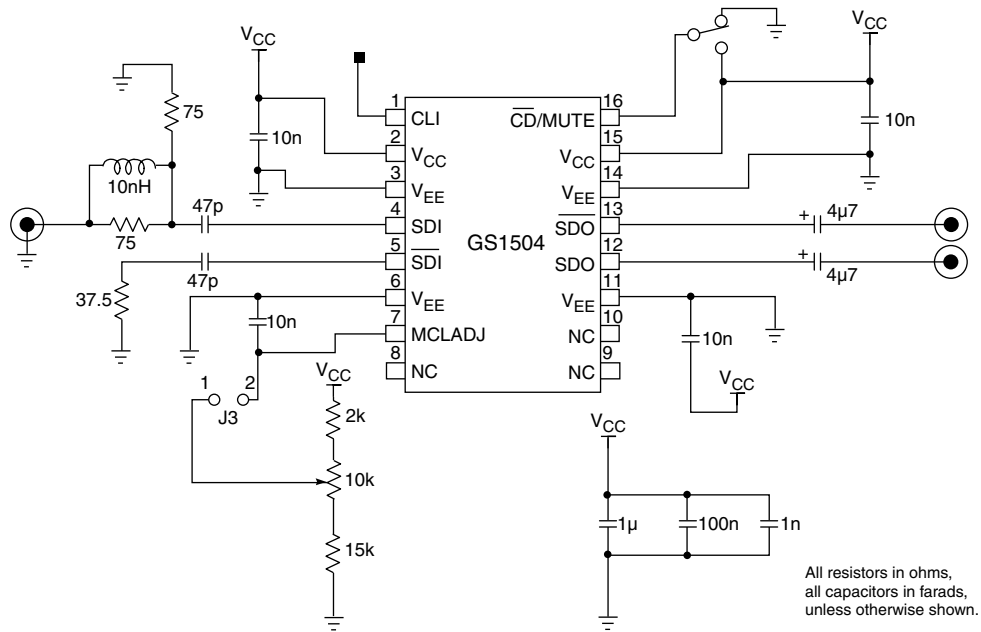 VCC
VCC
75
10n
10n
10nH
47p
75
47p
37.5
1
CLI
2
VCC
3
VEE
4
SDI
5
SDI
6
VEE
7
MCLADJ
8
NC
GS1504
16
CD/MUTE
15
VCC
14
VEE
13
SDO
12
SDO
11
VEE
10
NC
9
NC
+ 4µ7
+ 4µ7
10n
10n
VCC
1 2
J3
VCC
2k
10k
15k
VCC
1µ
100n
1n
All resistors in ohms,
all capacitors in farads,
unless otherwise shown.